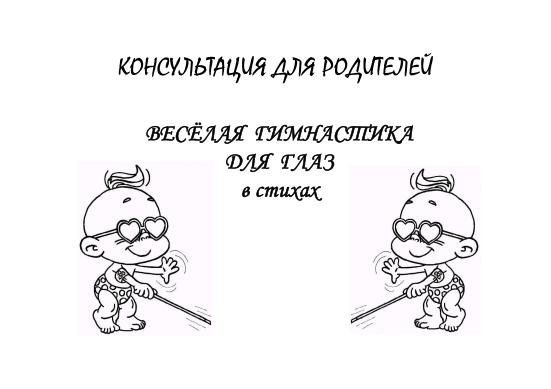 КОНСУЛЬТАЦИЯ ДЛЯ РОДИТЕЛЕЙ
ВЕСЁЛАЯ ГИМНАСТИКА
ДЛЯ ГЛАЗ
в стихах